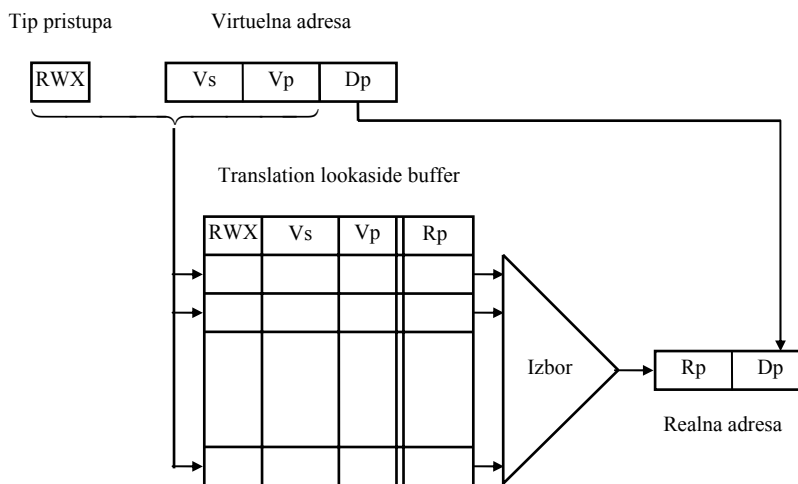 Tip pristupa Virtuelna adresa
RWX Vs Vp Dp
Translation lookaside buffer
RWX Vs Vp Rp
Izbor
Rp Dp
Realna adresa